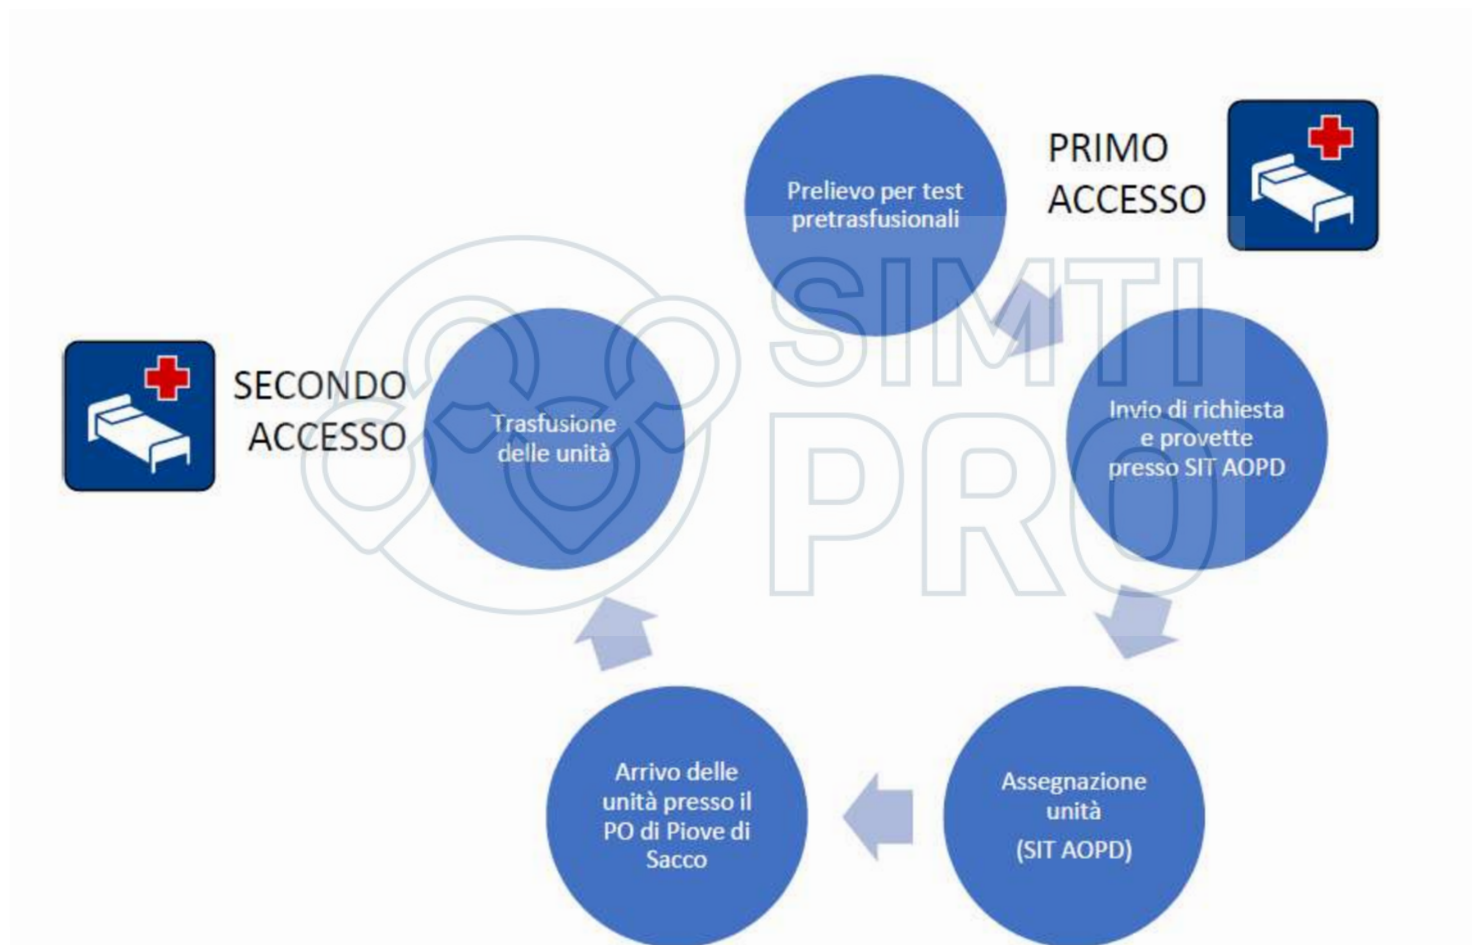 Prelievo per test
pretrasfusionali
PRIMO
ACCESSO
Invio di richiesta
e provette
presso SIT AOPD
Assegnazione
unità
(SIT AOPD)
Arrivo delle
unità presso il
PO di Piove di
Sacco
Trasfusione
delle unità
SECONDO
ACCESSO
SIMTI
PRO